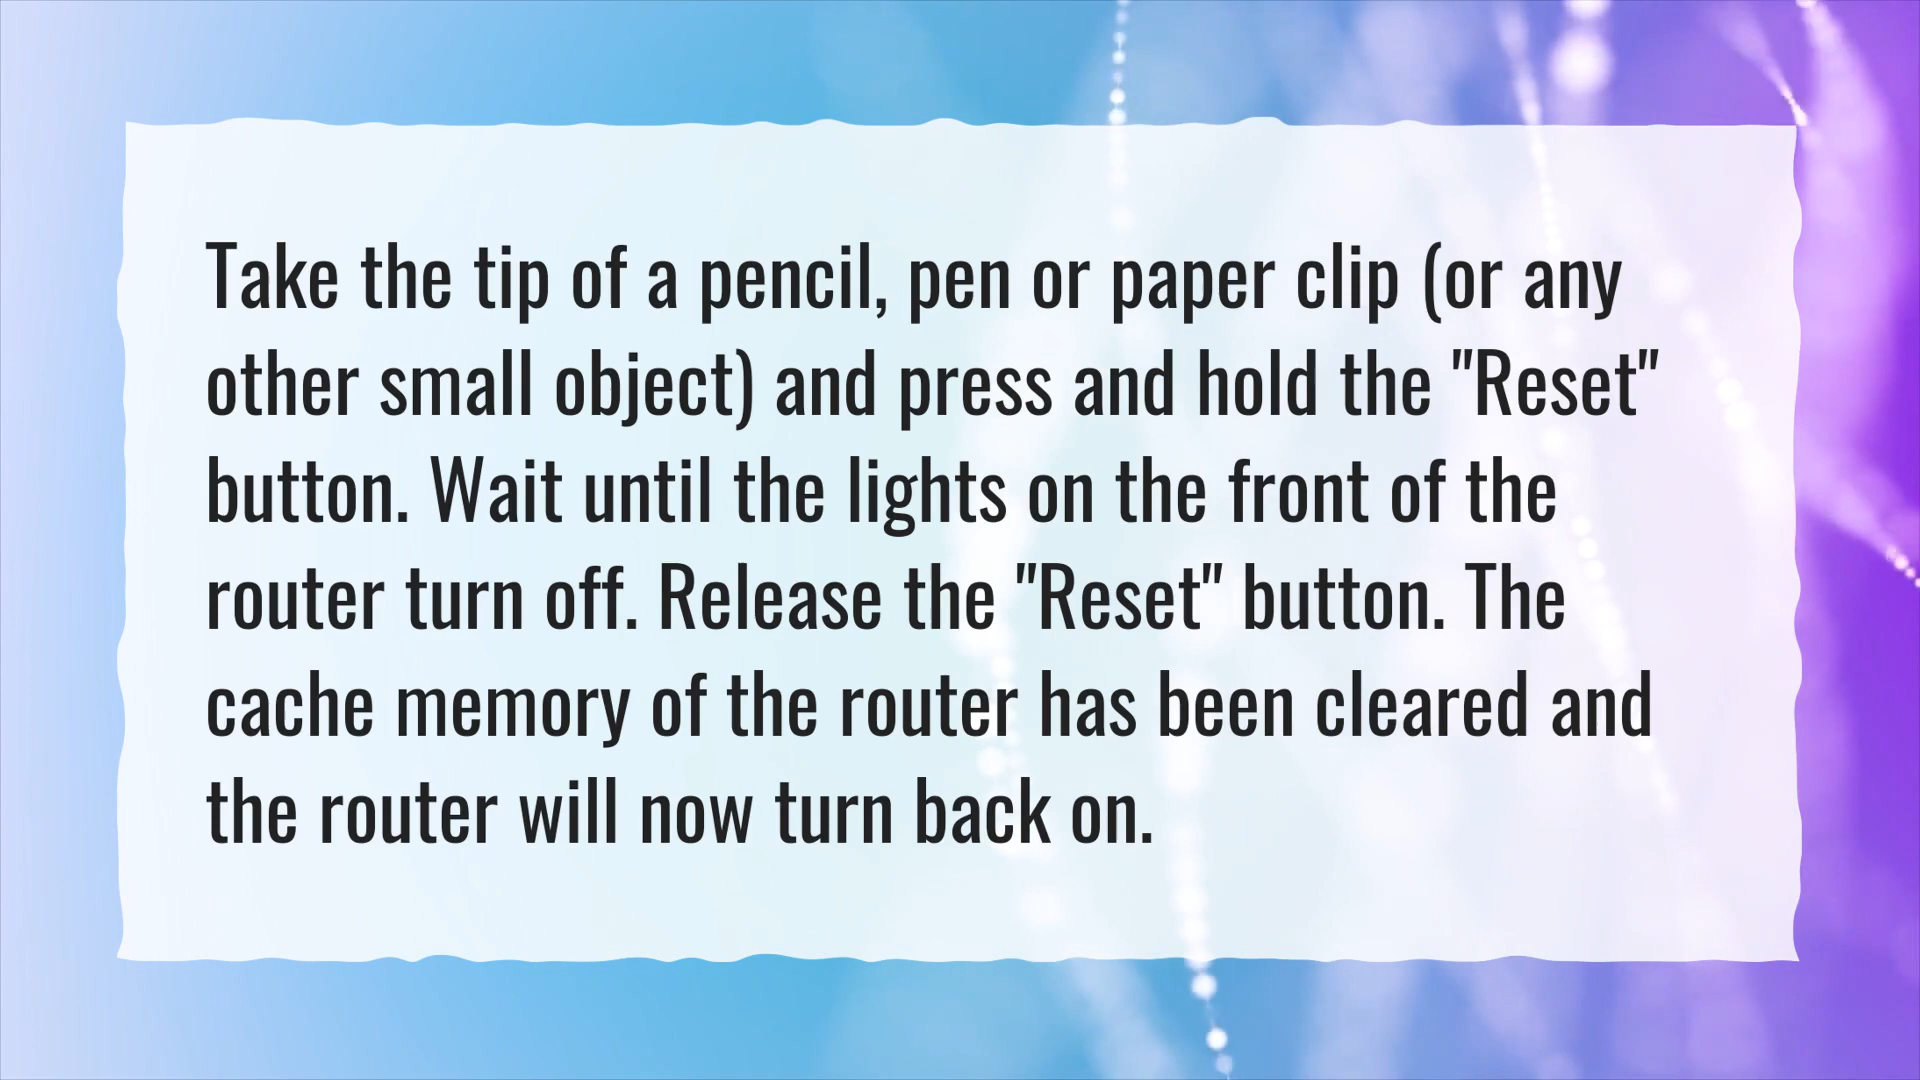 Take the tip of a pencil, pen or paper clip (or any
other small object) and press and hold the "Reset"
button. Wait until the lights on the front of the
router turn off. Release the "Reset" button. The
cache memory of the router has been cleared and
the router will now turn back on.